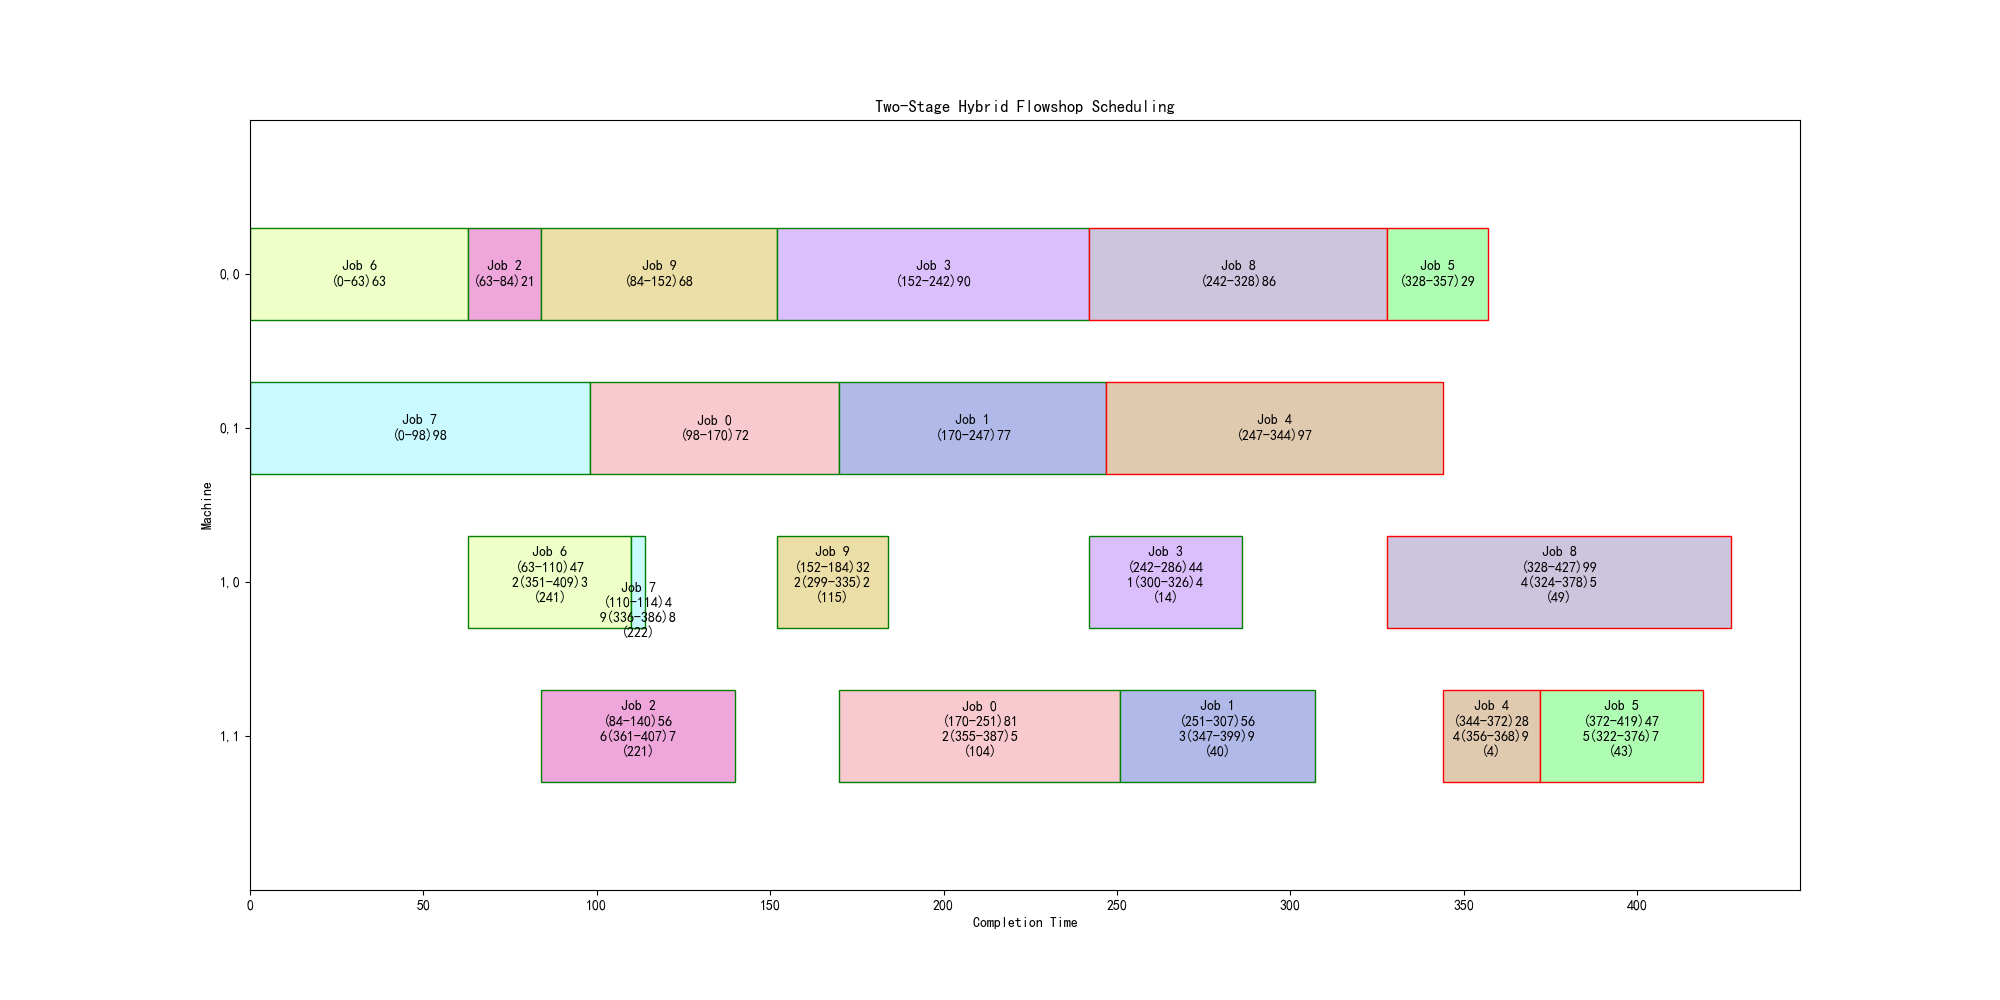 Two-Stage Hybrid Flowshop Scheduling
0,0
Job 6
(0-63)63
Job 2
(63-84)21
Job 9
(84-152)68
Job 3
(152-242)90
Job 8
(242-328)86
Job 5
(328-357)29
0,1
Job 7
(0-98)98
Job 0
(98-170)72
Job 1
(170-247)77
Job 4
(247-344)97
Machine
1,0
Job 6
(63-110)47
2(351-409)3
(241)
Job 7
(110-114)4
9(336-386)8
(222)
Job 9
(152-184)32
2(299-335)2
(115)
Job 3
(242-286)44
1(300-326)4
(14)
Job 8
(328-427)99
4(324-378)5
(49)
1,1
Job 2
(84-140)56
6(361-407)7
(221)
Job 0
(170-251)81
2(355-387)5
(104)
Job 1
(251-307)56
3(347-399)9
(40)
Job 4
(344-372)28
4(356-368)9
(4)
Job 5
(372-419)47
5(322-376)7
(43)
0 50 100 150 200 250 300 350 400
Completion Time